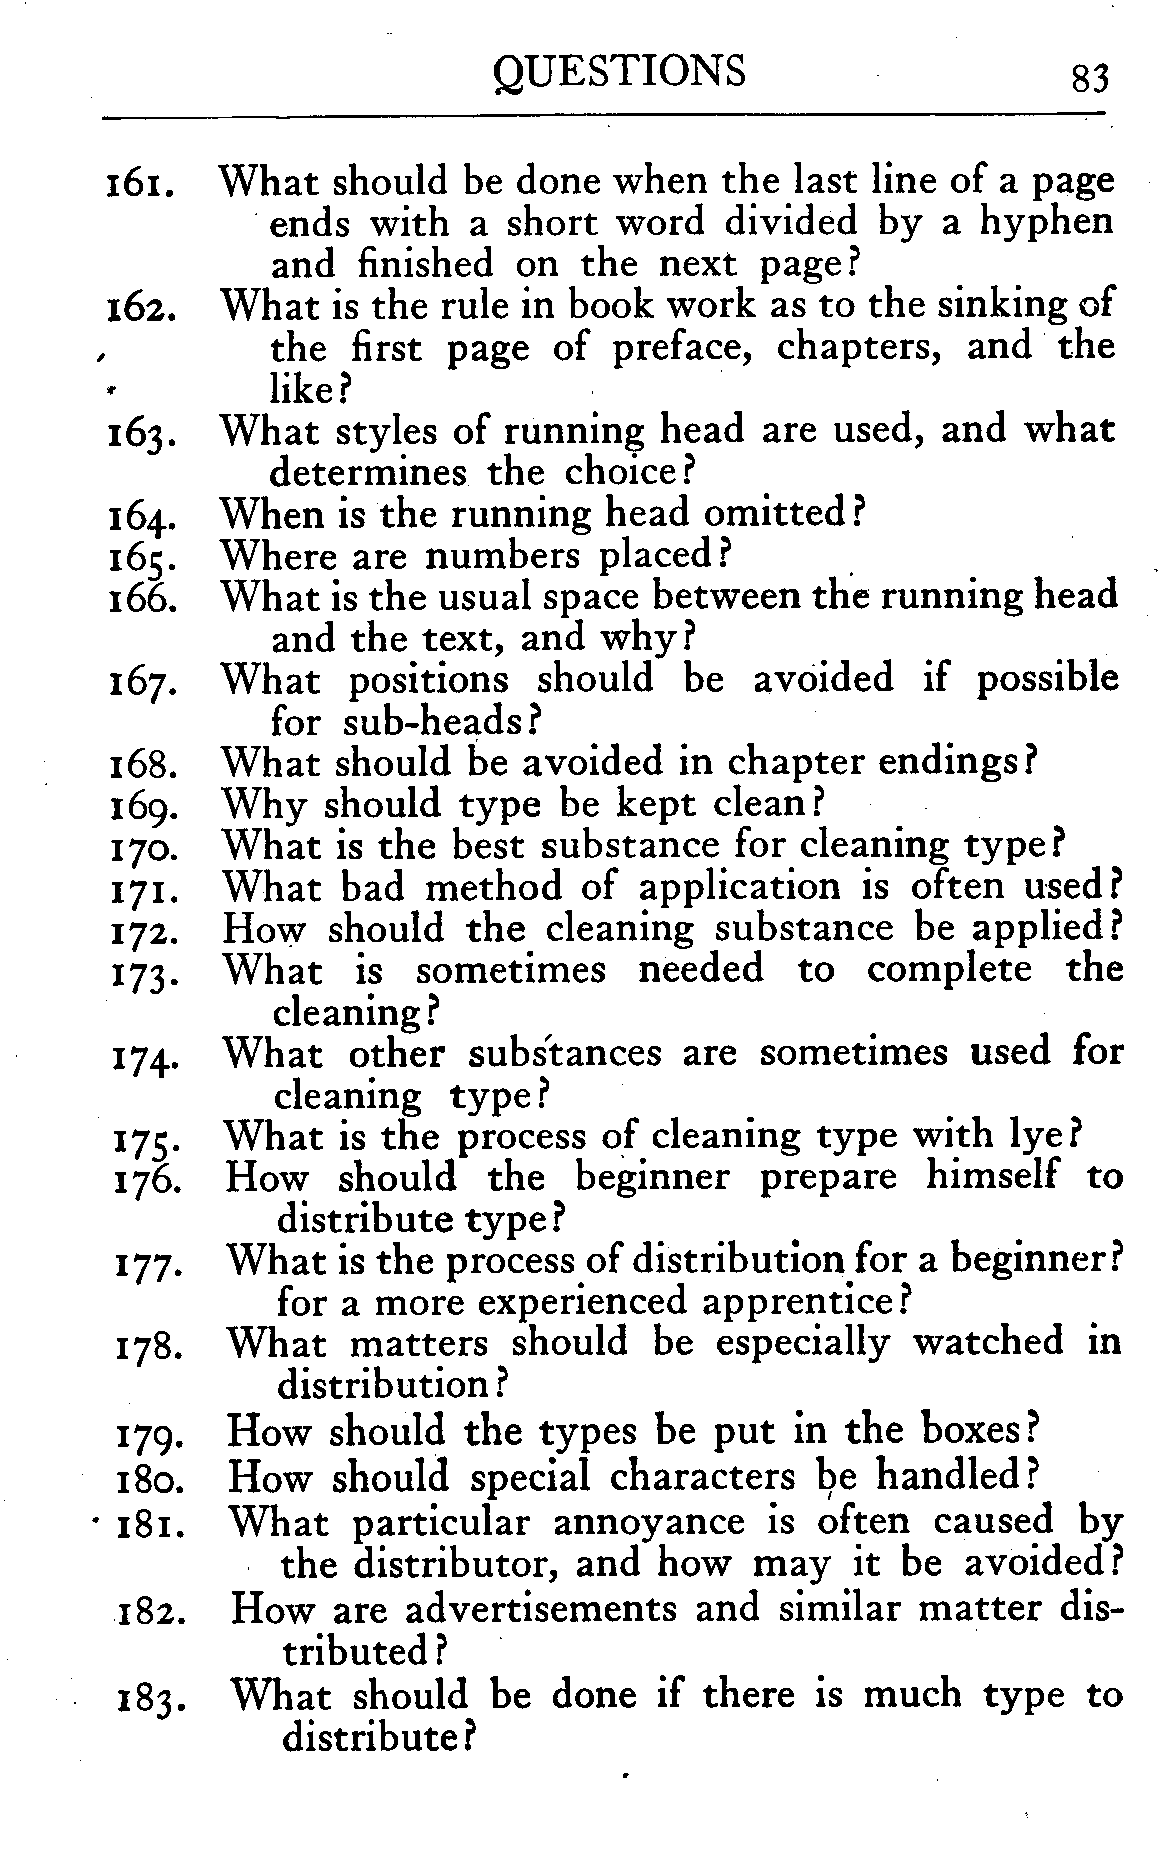 QUESTIONS 83
161. What should be done when the last line of a page
ends with a short word divided by a hyphen
and finished on the next page?
162. What is the rule in book work as to the sinking of
the first page of preface, chapters, and the
like?
163. What styles of running head are used, and what
determines the choice?
164. When is the running head omitted?
165. Where are numbers placed?
166. What is the usual space between the running head
and the text, and why?
167. What positions should be avoided if possible
for sub-heads?
168. What should be avoided in chapter endings?
169. Why should type be kept clean?
170. What is the best substance for cleaning type?
171. What bad method of application is often used?
172. How should the cleaning substance be applied?
173. What is sometimes needed to complete the
cleaning?
174. What other substances are sometimes used for
cleaning type?
175. What is the process of cleaning type with lye?
176. How should the beginner prepare himself to
distribute type?
177. What is the process of distribution for a beginner?
for a more experienced apprentice?
178. What matters should be especially watched in
distribution?
179. How should the types be put in the boxes?
180. How should special characters be handled?
181. What particular annoyance is often caused by
the distributor, and how may it be avoided?
182. How are advertisements and similar matter dis-
tributed?
183. What should be done if there is much type to
distribute?